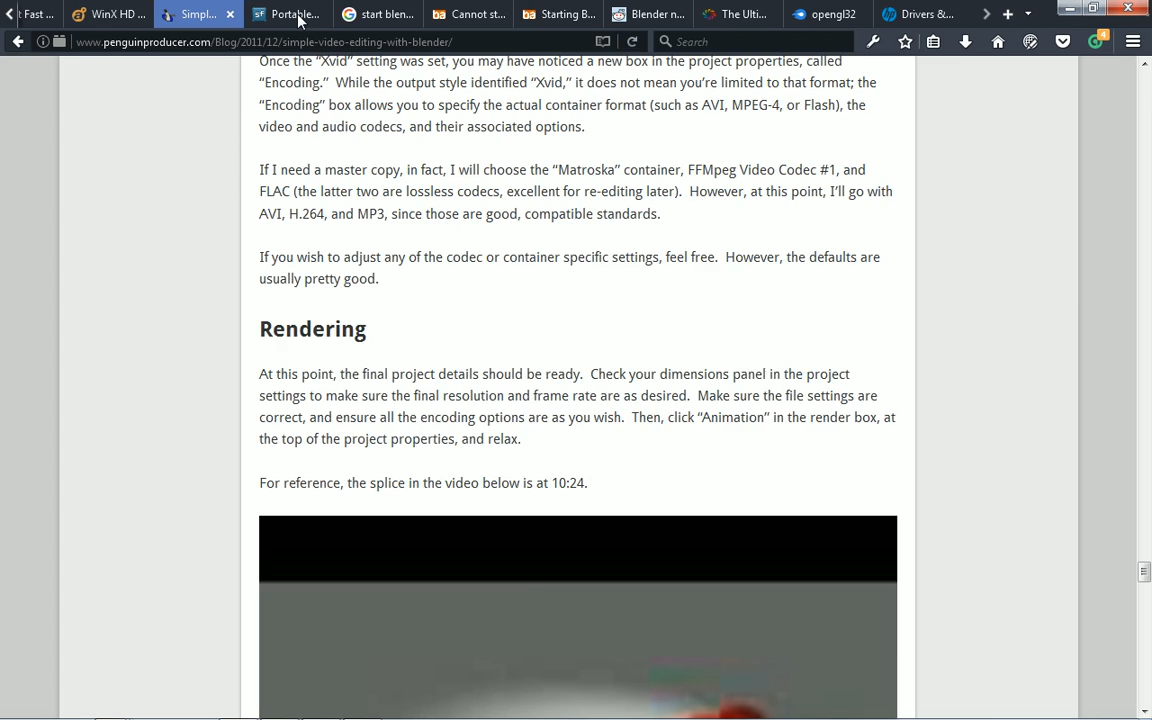 t Fast ...
WinX HD ...
Simpl...
Portable...
start blen...
Cannot st...
Starting B...
Blender n...
The Ulti...
opengl32
Drivers &...
www.penguinproducer.com/Blog/2011/12/simple-video-editing-with-blender/
Search
4
Once the “Xvid” setting was set, you may have noticed a new box in the project properties, called
“Encoding.”  While the output style identified “Xvid,” it does not mean you’re limited to that format; the
“Encoding” box allows you to specify the actual container format (such as AVI, MPEG-4, or Flash), the
video and audio codecs, and their associated options.
If I need a master copy, in fact, I will choose the “Matroska” container, FFMpeg Video Codec #1, and
FLAC (the latter two are lossless codecs, excellent for re-editing later).  However, at this point, I’ll go with
AVI, H.264, and MP3, since those are good, compatible standards.
If you wish to adjust any of the codec or container specific settings, feel free.  However, the defaults are
usually pretty good.
Rendering
At this point, the final project details should be ready.  Check your dimensions panel in the project
settings to make sure the final resolution and frame rate are as desired.  Make sure the file settings are
correct, and ensure all the encoding options are as you wish.  Then, click “Animation” in the render box, at
the top of the project properties, and relax.
For reference, the splice in the video below is at 10:24.